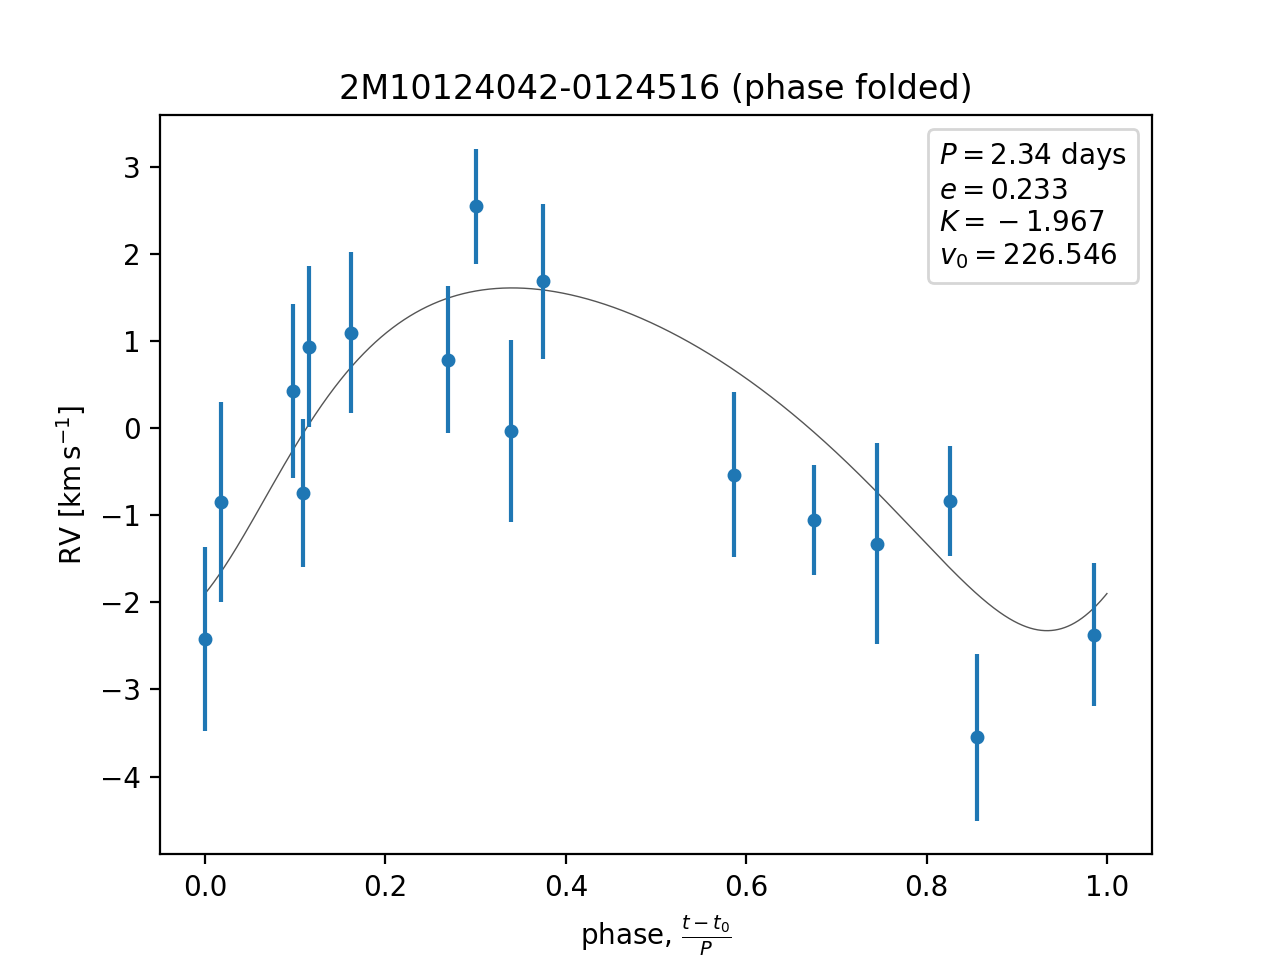 2M10124042-0124516 (phase folded)
P = 2.34 days
e = 0.233
K = −1.967
v₀ = 226.546
RV [km s⁻¹]
3
2
1
0
−1
−2
−3
−4
0.0 0.2 0.4 0.6 0.8 1.0
phase, (t − t₀)/P